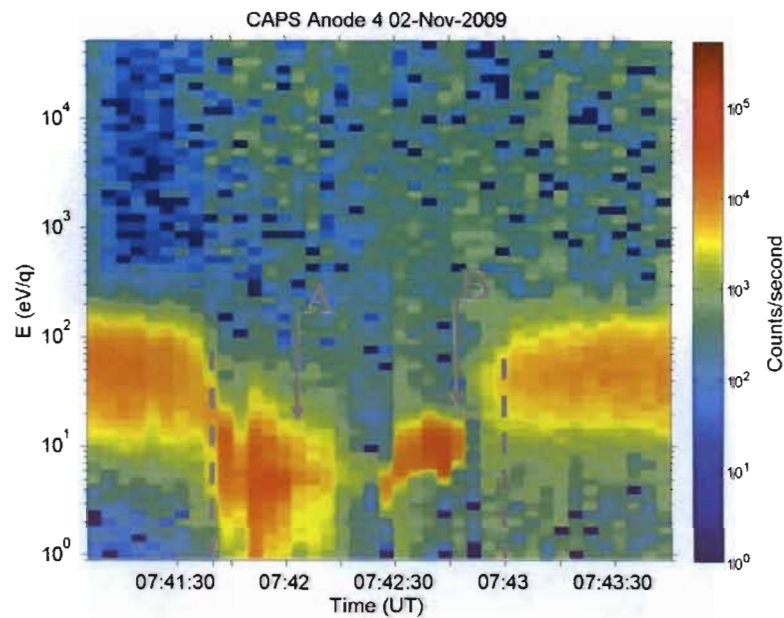 CAPS Anode 4 02-Nov-2009
10⁴
10³
10²
10¹
10⁰
E (eV/q)
A
B
07:41:30 07:42 07:42:30 07:43 07:43:30
Time (UT)
10⁵
10⁴
10³
10²
10¹
10⁰
Counts/second